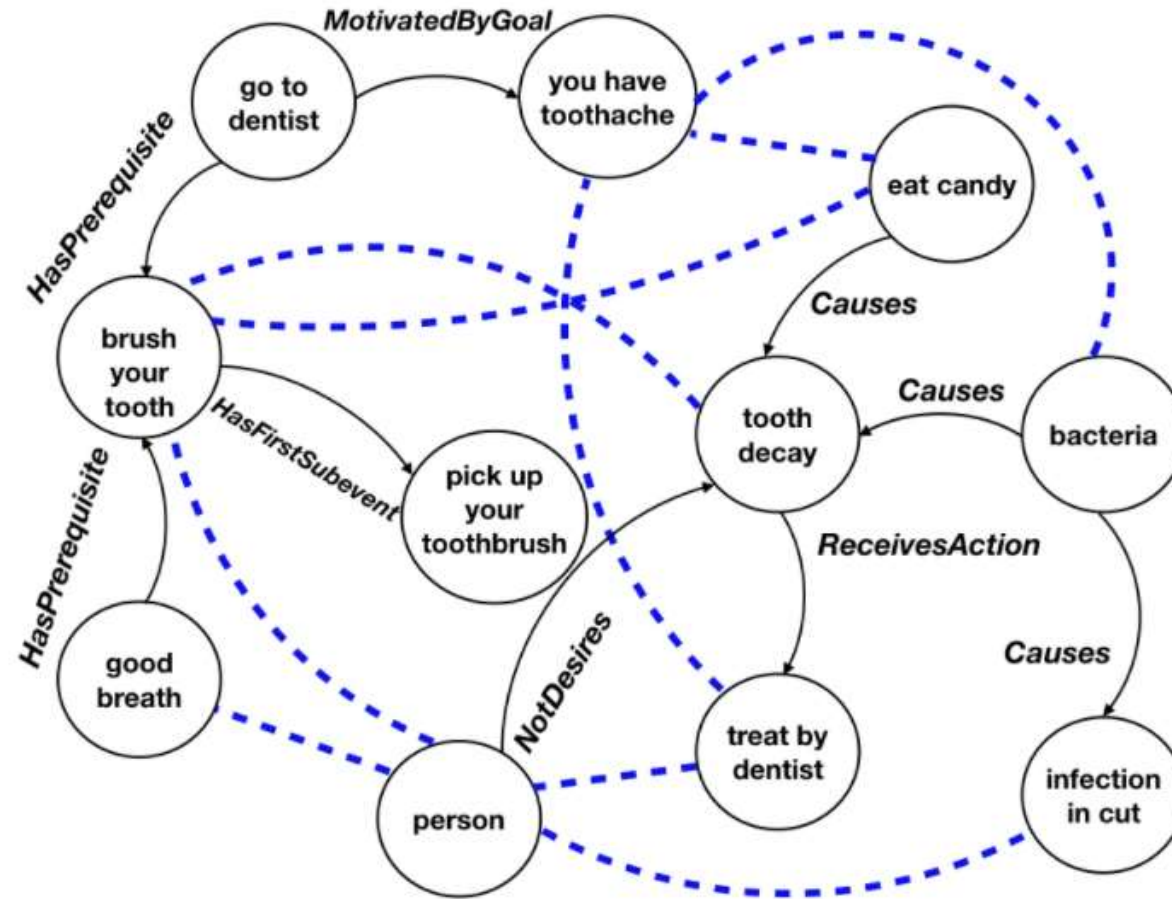 MotivatedByGoal
go to
dentist
you have
toothache
eat candy
HasPrerequisite
Causes
brush
your
tooth
HasFirstSubevent
tooth
decay
Causes
bacteria
pick up
your
toothbrush
HasPrerequisite
ReceivesAction
NotDesires
Causes
good
breath
treat by
dentist
person
infection
in cut